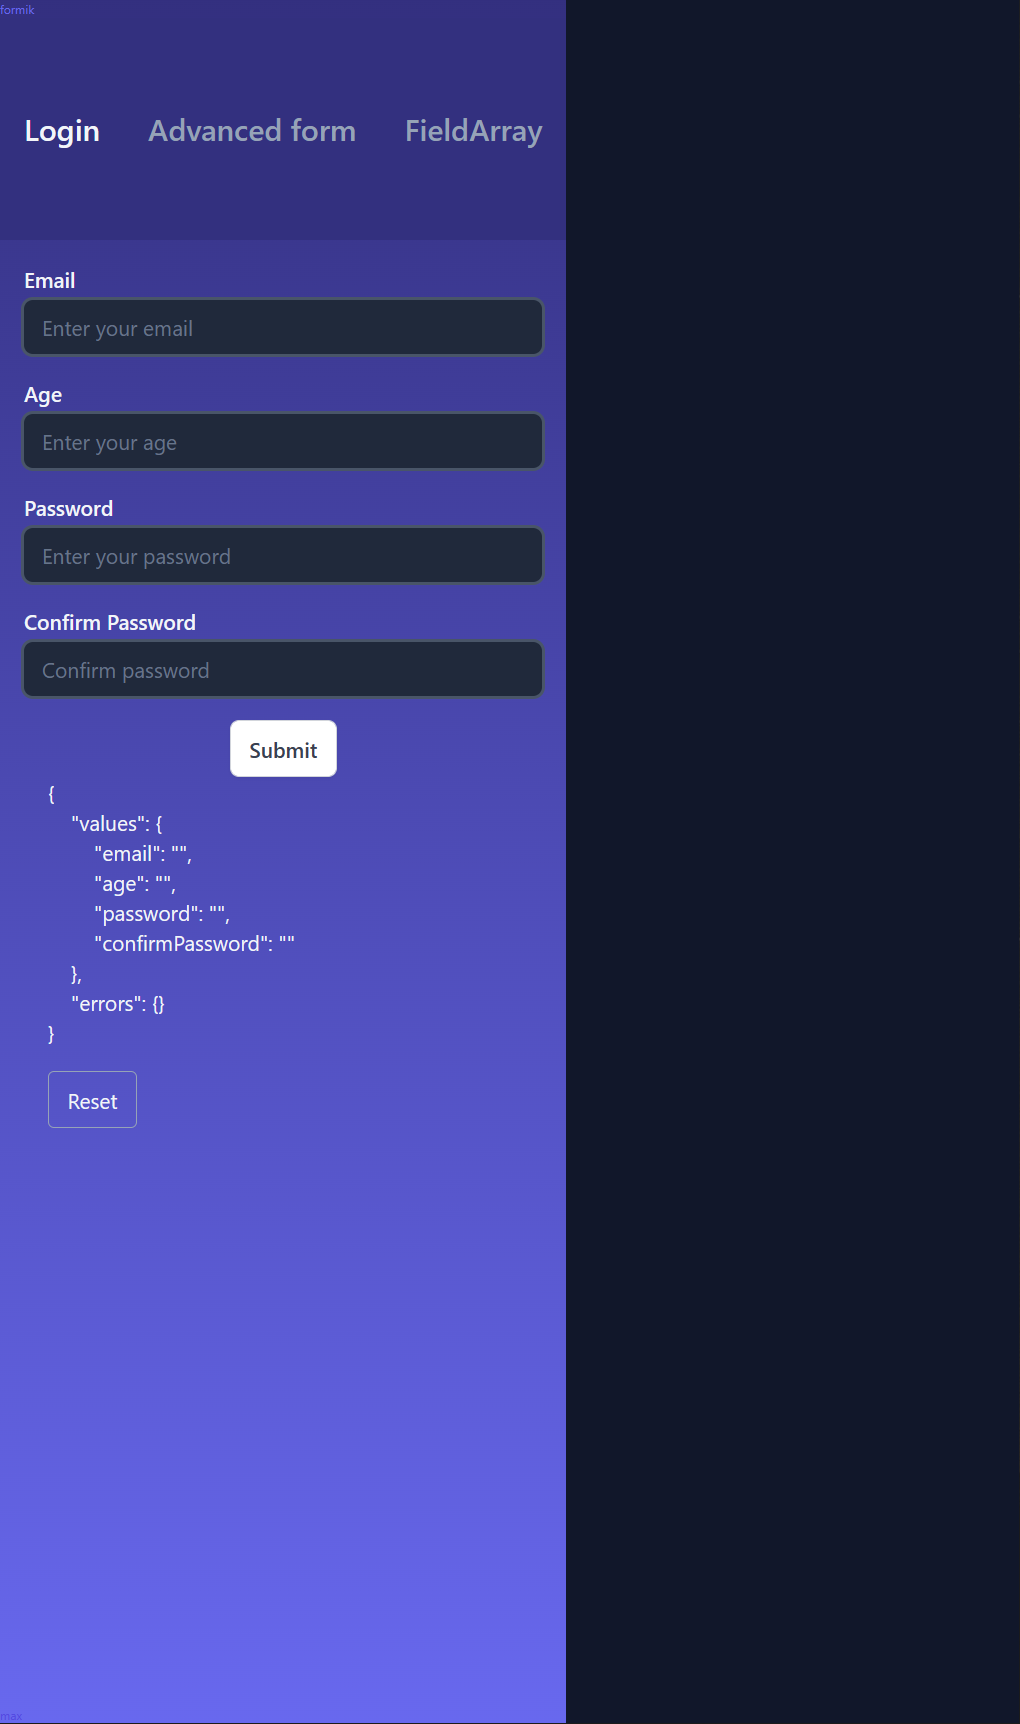 formik
Login Advanced form FieldArray
Email
Enter your email
Age
Enter your age
Password
Enter your password
Confirm Password
Confirm password
Submit
{
"values": {
"email": "",
"age": "",
"password": "",
"confirmPassword": ""
},
"errors": {}
}
Reset
max